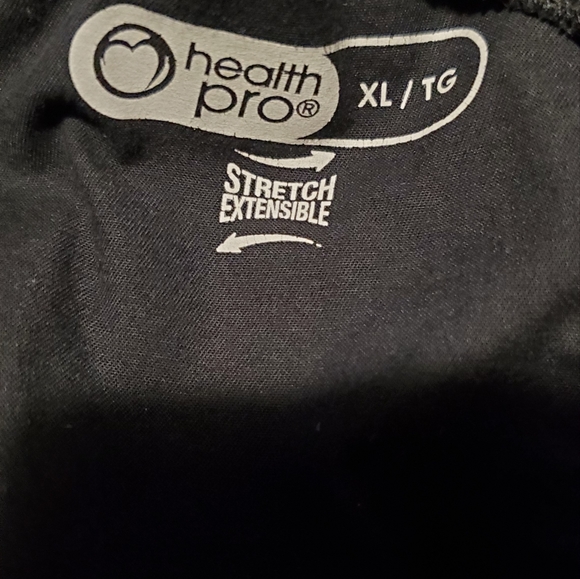 health
pro®
XL / TG
STRETCH
EXTENSIBLE